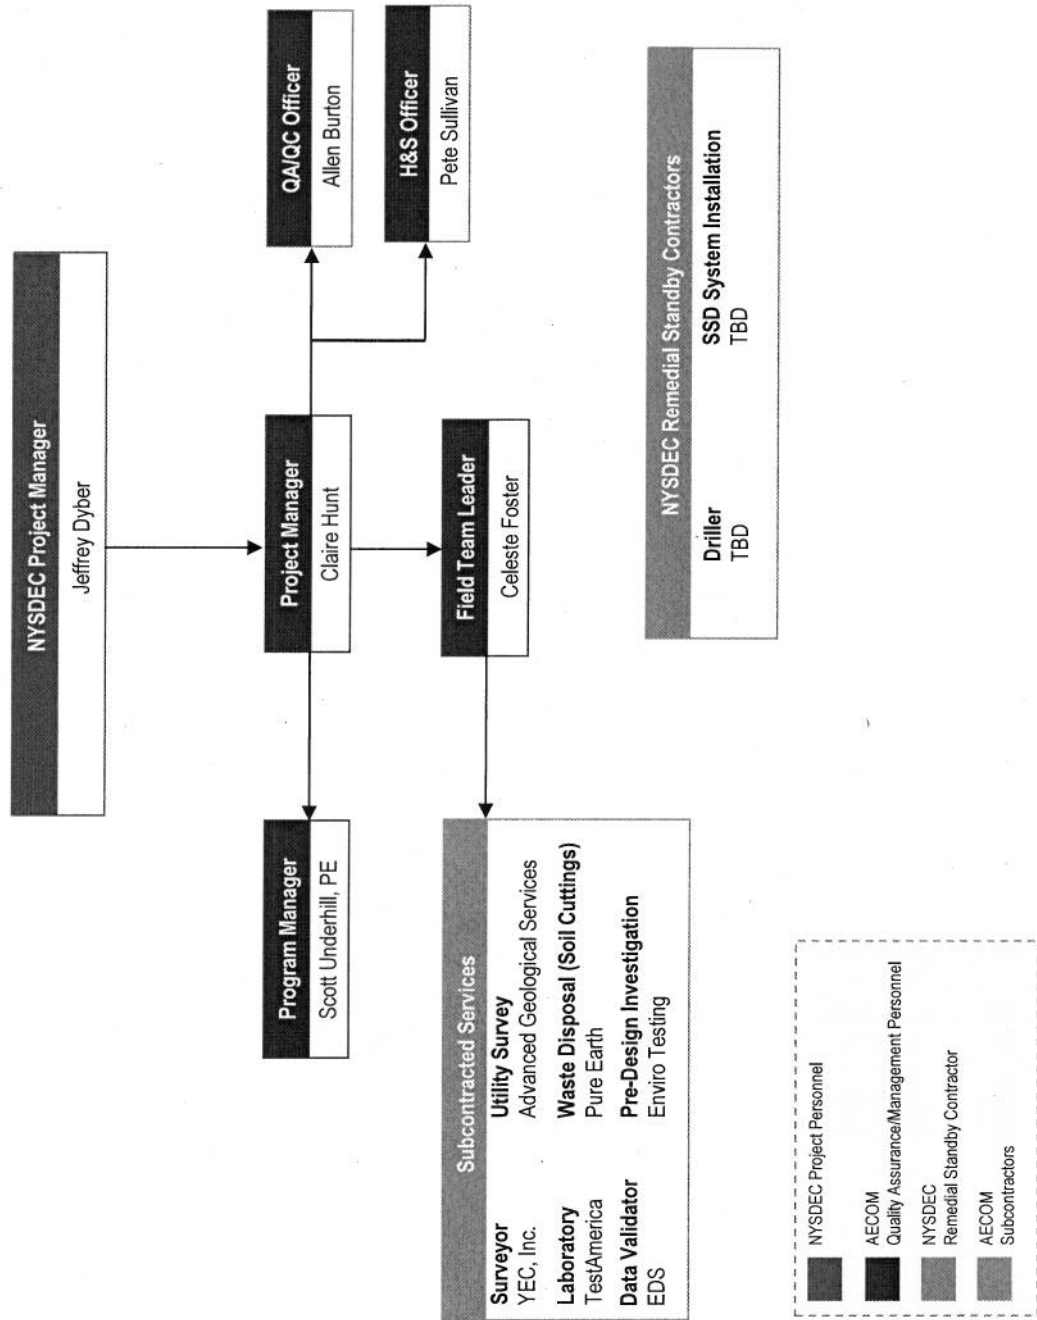 NYSDEC Project Manager
Jeffrey Dyber
Program Manager
Scott Underhill, PE
Project Manager
Claire Hunt
QA/QC Officer
Allen Burton
H&S Officer
Pete Sullivan
Field Team Leader
Celeste Foster
Subcontracted Services
Surveyor
YEC, Inc.
Utility Survey
Advanced Geological Services
Laboratory
TestAmerica
Waste Disposal (Soil Cuttings)
Pure Earth
Data Validator
EDS
Pre-Design Investigation
Enviro Testing
NYSDEC Remedial Standby Contractors
Driller
TBD
SSD System Installation
TBD
NYSDEC Project Personnel
AECOM
Quality Assurance/Management Personnel
NYSDEC
Remedial Standby Contractor
AECOM
Subcontractors